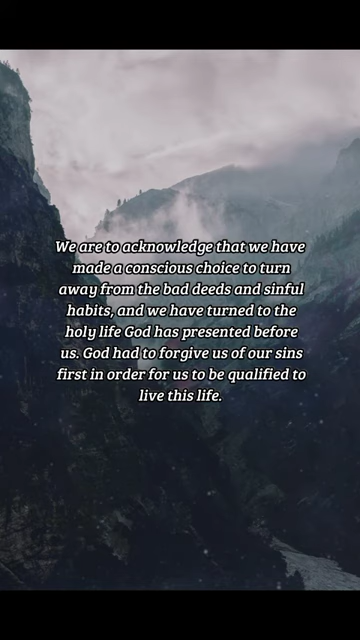 We are to acknowledge that we have
made a conscious choice to turn
away from the bad deeds and sinful
habits, and we have turned to the
holy life God has presented before
us. God had to forgive us of our sins
first in order for us to be qualified to
live this life.